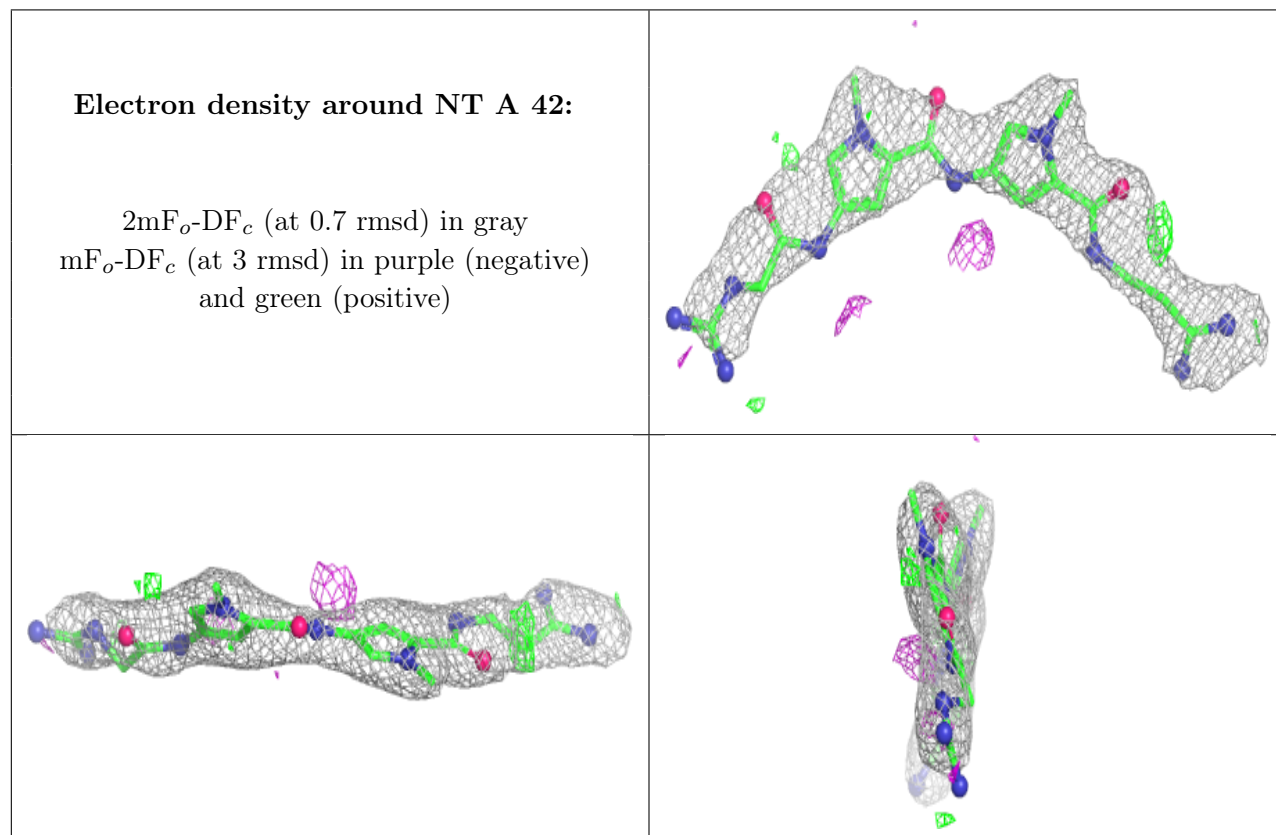 Electron density around NT A 42:
2mFo-DFc (at 0.7 rmsd) in gray
mFo-DFc (at 3 rmsd) in purple (negative)
and green (positive)